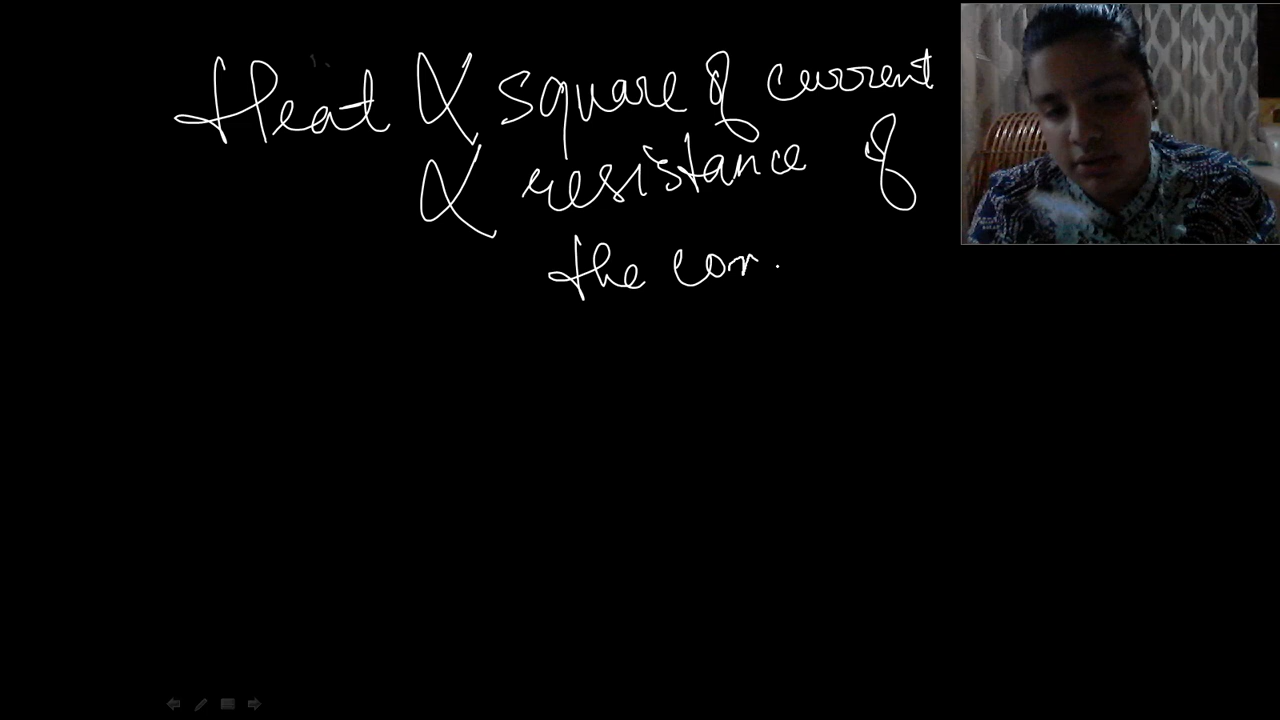 Heat ∝ square of current
∝ resistance of
the con.